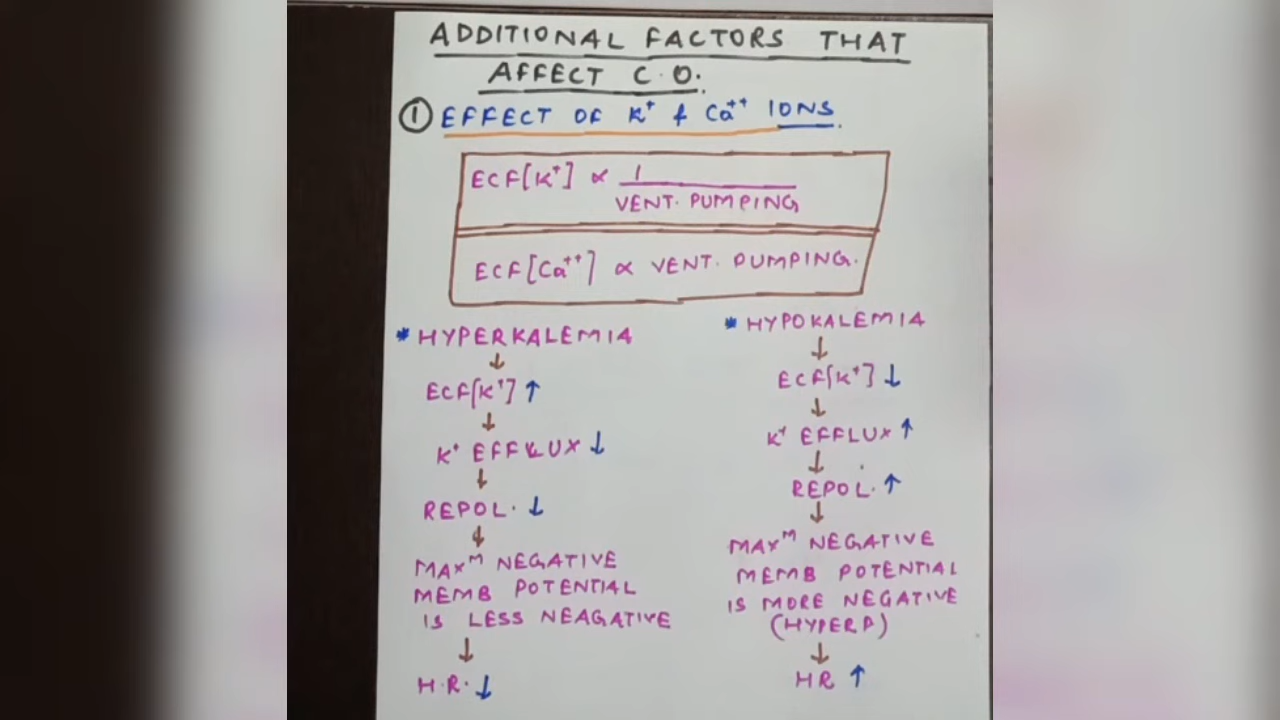 ADDITIONAL FACTORS THAT
AFFECT C.O.
① EFFECT OF K⁺ & Ca⁺⁺ IONS.
ECF[K⁺] ∝ 1
VENT. PUMPING
ECF[Ca⁺⁺] ∝ VENT. PUMPING.
* HYPERKALEMIA
↓
ECF[K⁺] ↑
↓
K⁺ EFFLUX ↓
↓
REPOL. ↓
↓
MAXᴹ NEGATIVE
MEMB POTENTIAL
IS LESS NEAGATIVE
↓
H.R. ↓
* HYPOKALEMIA
↓
ECF[K⁺] ↓
↓
K⁺ EFFLUX ↑
↓
REPOL. ↑
↓
MAXᴹ NEGATIVE
MEMB POTENTIAL
IS MORE NEGATIVE
(HYPERP)
↓
HR ↑